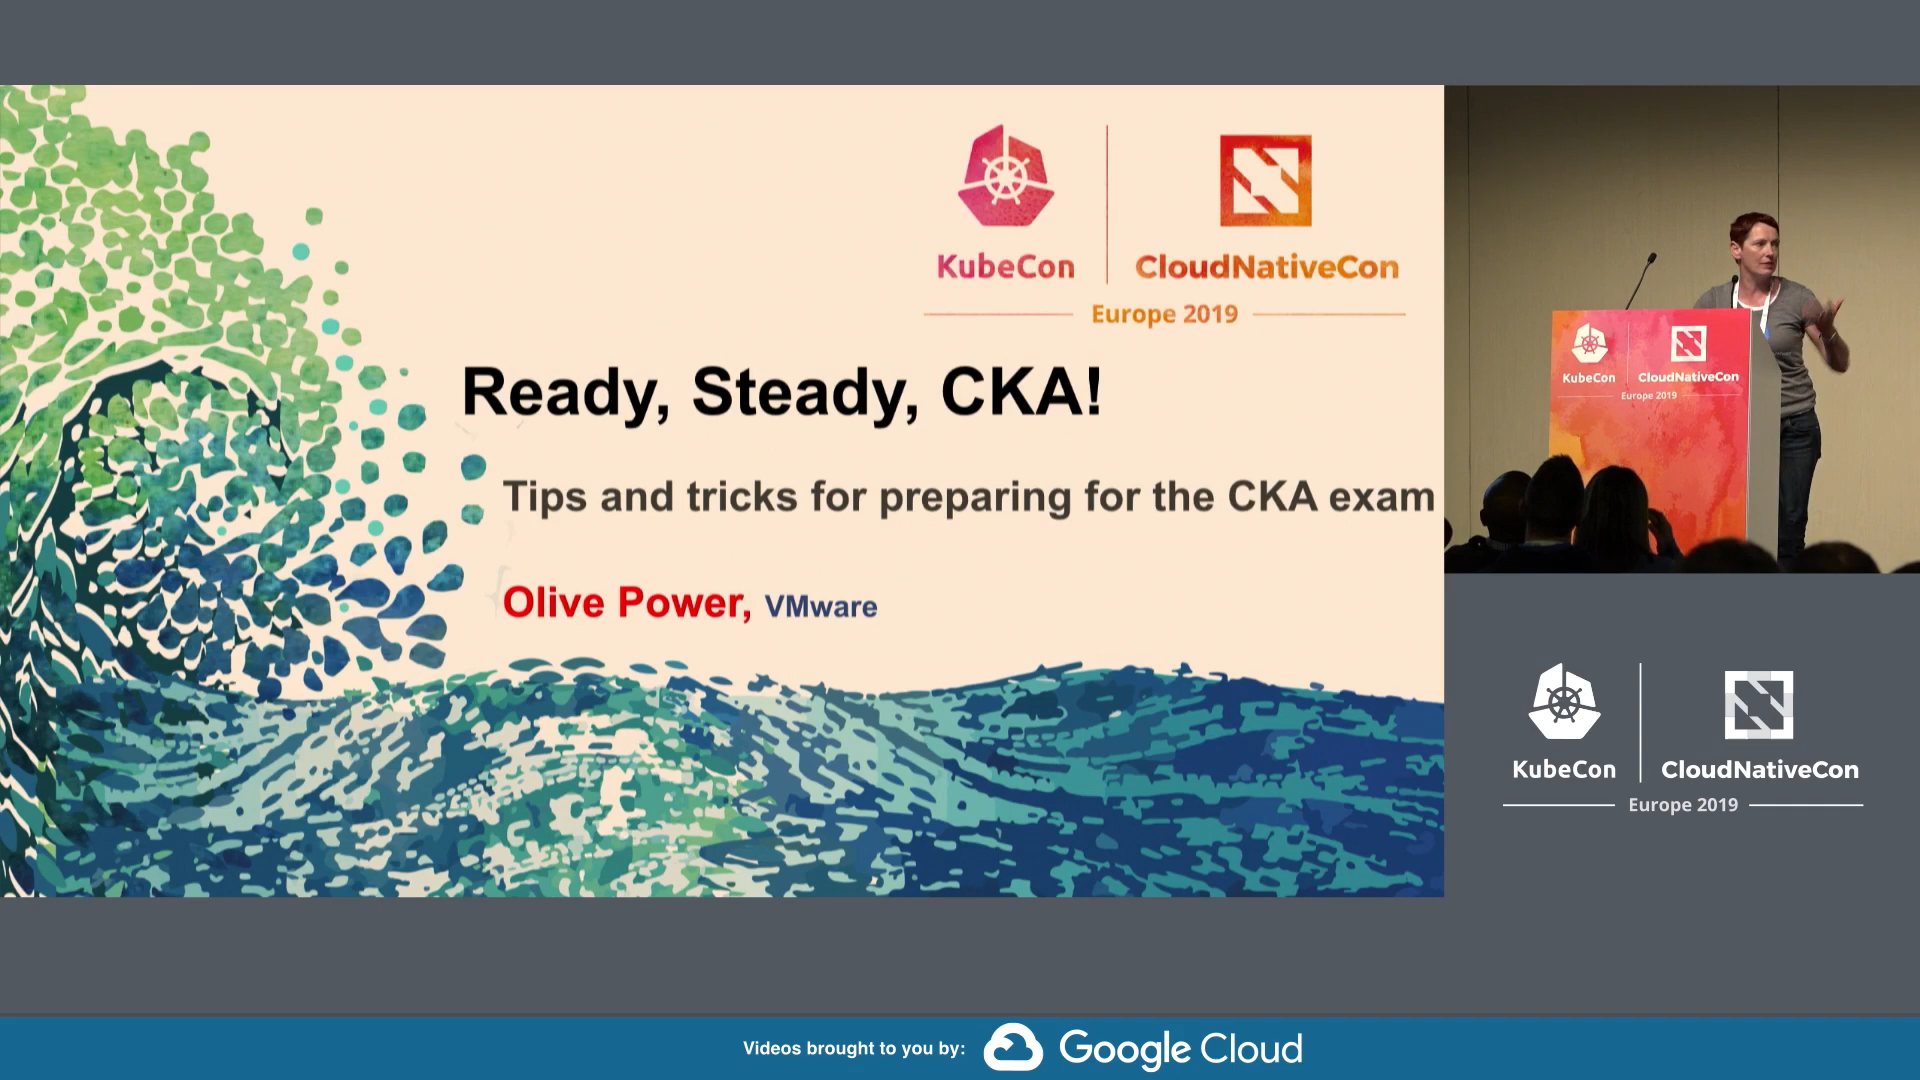 KubeCon
CloudNativeCon
Europe 2019
Ready, Steady, CKA!
Tips and tricks for preparing for the CKA exam
Olive Power, VMware
KubeCon
CloudNativeCon
Europe 2019
KubeCon
CloudNativeCon
Europe 2019
Videos brought to you by:
Google Cloud